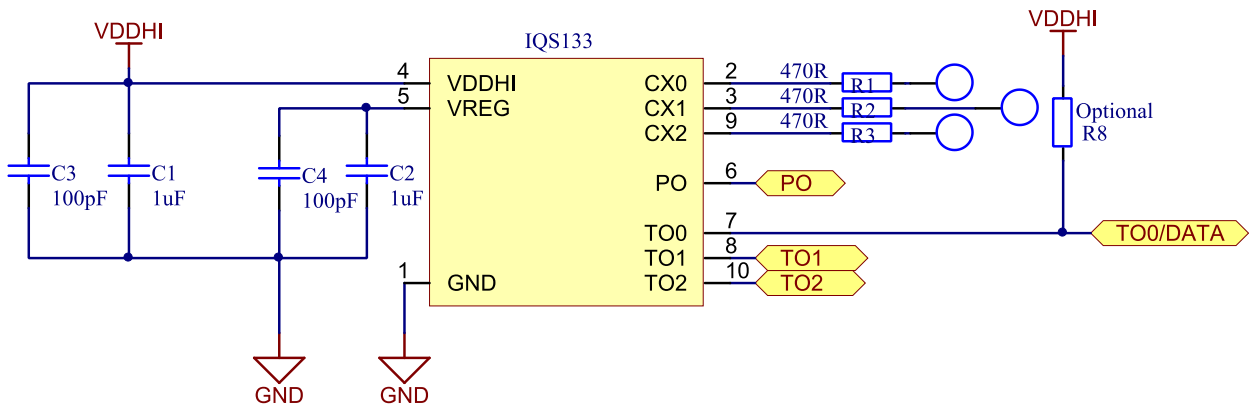 VDDHI
VDDHI
IQS133
4 VDDHI CX0 2 470R R1
5 VREG CX1 3 470R R2
CX2 9 470R R3
Optional
R8
C3
100pF
C1
1uF
C4
100pF
C2
1uF
PO 6 PO
TO0 7 TO0/DATA
TO1 8 TO1
1 GND TO2 10 TO2
GND
GND